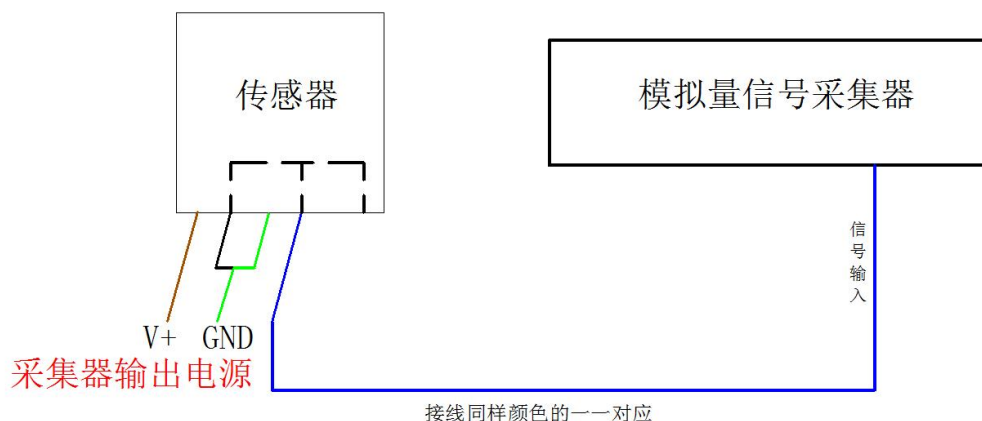 传感器
模拟量信号采集器
信号输入
V+ GND
采集器输出电源
接线同样颜色的一一对应